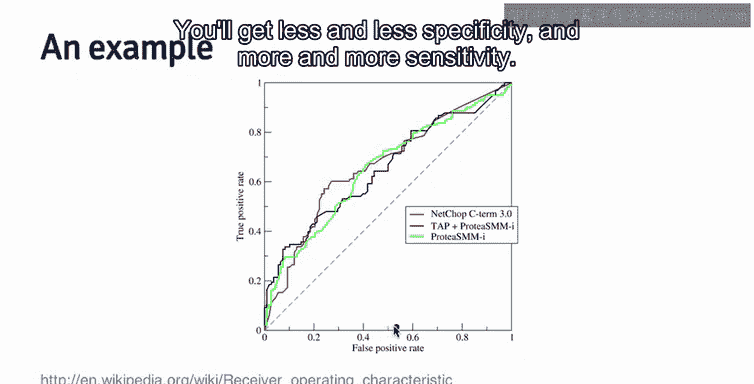 You'll get less and less specificity, and
more and more sensitivity.
An example
1
0.8
0.6
0.4
0.2
0
True positive rate
NetChop C-term 3.0
TAP + ProteaSMM-i
ProteaSMM-i
0
0.2
0.4
0.6
0.8
1
False positive rate
http://en.wikipedia.org/wiki/Receiver_operating_characteristic